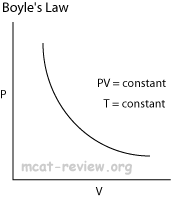 Boyle's Law
PV = constant
P
T = constant
mcat-review.org
V